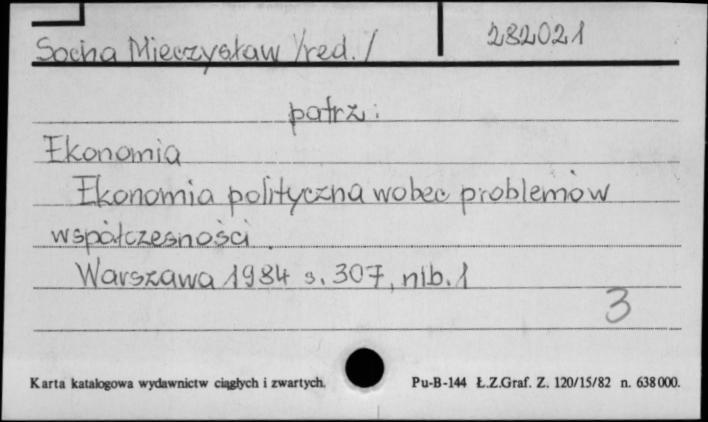 Socha Mieczysław /red./
232021
patrz:
Ekonomia
Ekonomia polityczna wobec problemów
współczesności.
Warszawa 1984 s. 307, nlb. 1
3
Karta katalogowa wydawnictw ciągłych i zwartych.
Pu-B-144 Ł.Z.Graf. Z. 120/15/82 n. 638000.